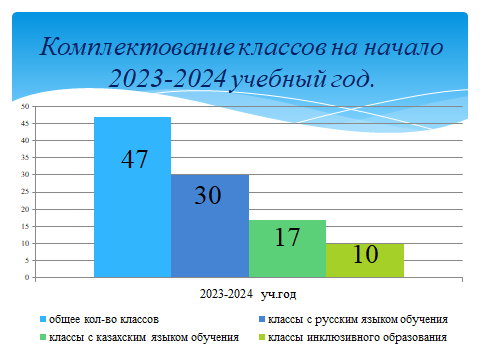 Комплектование классов на начало
2023-2024 учебный год.
50
45
40
35
30
25
20
15
10
5
0
47
30
17
10
2023-2024 уч.год
общее кол-во классов
классы с русским языком обучения
классы с казахским языком обучения
классы инклюзивного образования